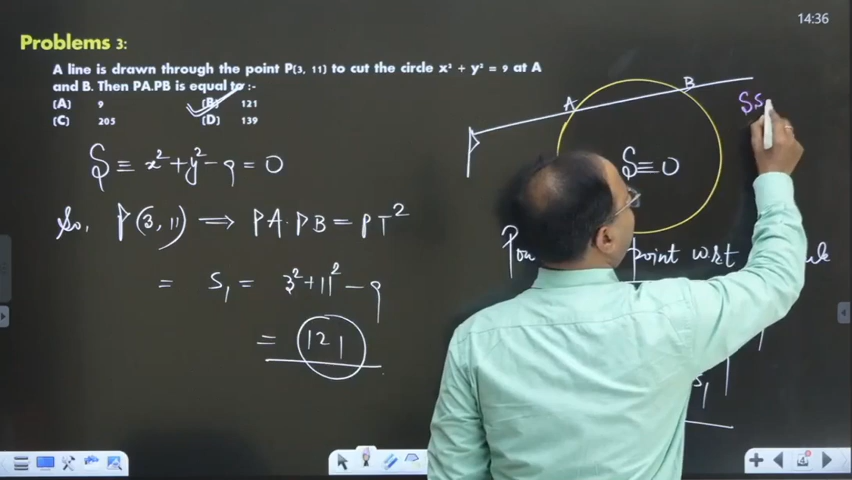 14:36
Problems 3:
A line is drawn through the point P(3, 11) to cut the circle x² + y² = 9 at A
and B. Then PA.PB is equal to :-
(A) 9 (B) 121
(C) 205 (D) 139
S ≡ x² + y² - 9 = 0
So, P(3, 11) ⟹ PA.PB = PT²
= S₁ = 3² + 11² - 9
= 121
A
B
P
SS
S ≡ 0
point w.r.t
S₁